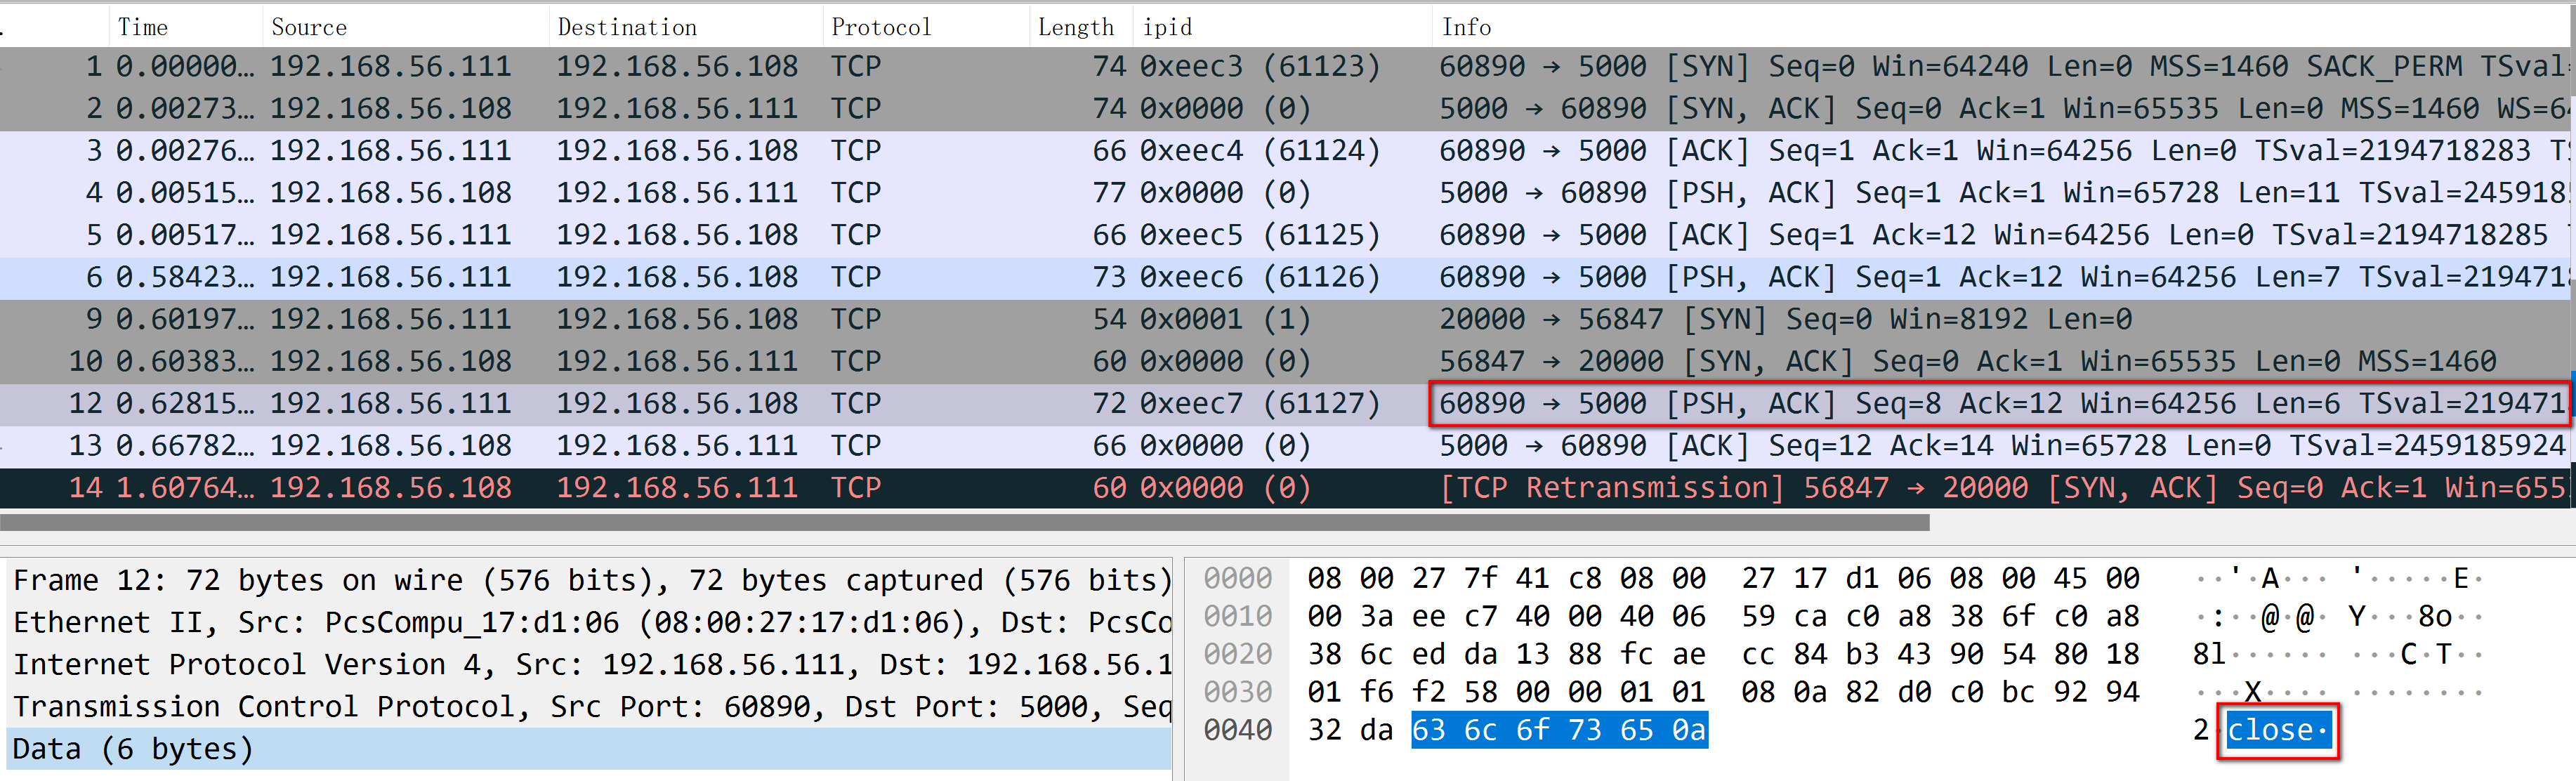 . Time Source Destination Protocol Length ipid Info
1 0.00000… 192.168.56.111 192.168.56.108 TCP 74 0xeec3 (61123) 60890 → 5000 [SYN] Seq=0 Win=64240 Len=0 MSS=1460 SACK_PERM TSval=
2 0.00273… 192.168.56.108 192.168.56.111 TCP 74 0x0000 (0) 5000 → 60890 [SYN, ACK] Seq=0 Ack=1 Win=65535 Len=0 MSS=1460 WS=64
3 0.00276… 192.168.56.111 192.168.56.108 TCP 66 0xeec4 (61124) 60890 → 5000 [ACK] Seq=1 Ack=1 Win=64256 Len=0 TSval=2194718283 TS
4 0.00515… 192.168.56.108 192.168.56.111 TCP 77 0x0000 (0) 5000 → 60890 [PSH, ACK] Seq=1 Ack=1 Win=65728 Len=11 TSval=2459185
5 0.00517… 192.168.56.111 192.168.56.108 TCP 66 0xeec5 (61125) 60890 → 5000 [ACK] Seq=1 Ack=12 Win=64256 Len=0 TSval=2194718285 T
6 0.58423… 192.168.56.111 192.168.56.108 TCP 73 0xeec6 (61126) 60890 → 5000 [PSH, ACK] Seq=1 Ack=12 Win=64256 Len=7 TSval=2194718
9 0.60197… 192.168.56.111 192.168.56.108 TCP 54 0x0001 (1) 20000 → 56847 [SYN] Seq=0 Win=8192 Len=0
10 0.60383… 192.168.56.108 192.168.56.111 TCP 60 0x0000 (0) 56847 → 20000 [SYN, ACK] Seq=0 Ack=1 Win=65535 Len=0 MSS=1460
12 0.62815… 192.168.56.111 192.168.56.108 TCP 72 0xeec7 (61127) 60890 → 5000 [PSH, ACK] Seq=8 Ack=12 Win=64256 Len=6 TSval=219471
13 0.66782… 192.168.56.108 192.168.56.111 TCP 66 0x0000 (0) 5000 → 60890 [ACK] Seq=12 Ack=14 Win=65728 Len=0 TSval=2459185924
14 1.60764… 192.168.56.108 192.168.56.111 TCP 60 0x0000 (0) [TCP Retransmission] 56847 → 20000 [SYN, ACK] Seq=0 Ack=1 Win=655
Frame 12: 72 bytes on wire (576 bits), 72 bytes captured (576 bits)
Ethernet II, Src: PcsCompu_17:d1:06 (08:00:27:17:d1:06), Dst: PcsCo
Internet Protocol Version 4, Src: 192.168.56.111, Dst: 192.168.56.1
Transmission Control Protocol, Src Port: 60890, Dst Port: 5000, Seq
Data (6 bytes)
0000 08 00 27 7f 41 c8 08 00 27 17 d1 06 08 00 45 00 ··'·A··· '·····E·
0010 00 3a ee c7 40 00 40 06 59 ca c0 a8 38 6f c0 a8 ·:··@·@· Y···8o··
0020 38 6c ed da 13 88 fc ae cc 84 b3 43 90 54 80 18 8l······ ···C·T··
0030 01 f6 f2 58 00 00 01 01 08 0a 82 d0 c0 bc 92 94 ···X···· ········
0040 32 da 63 6c 6f 73 65 0a 2·close·